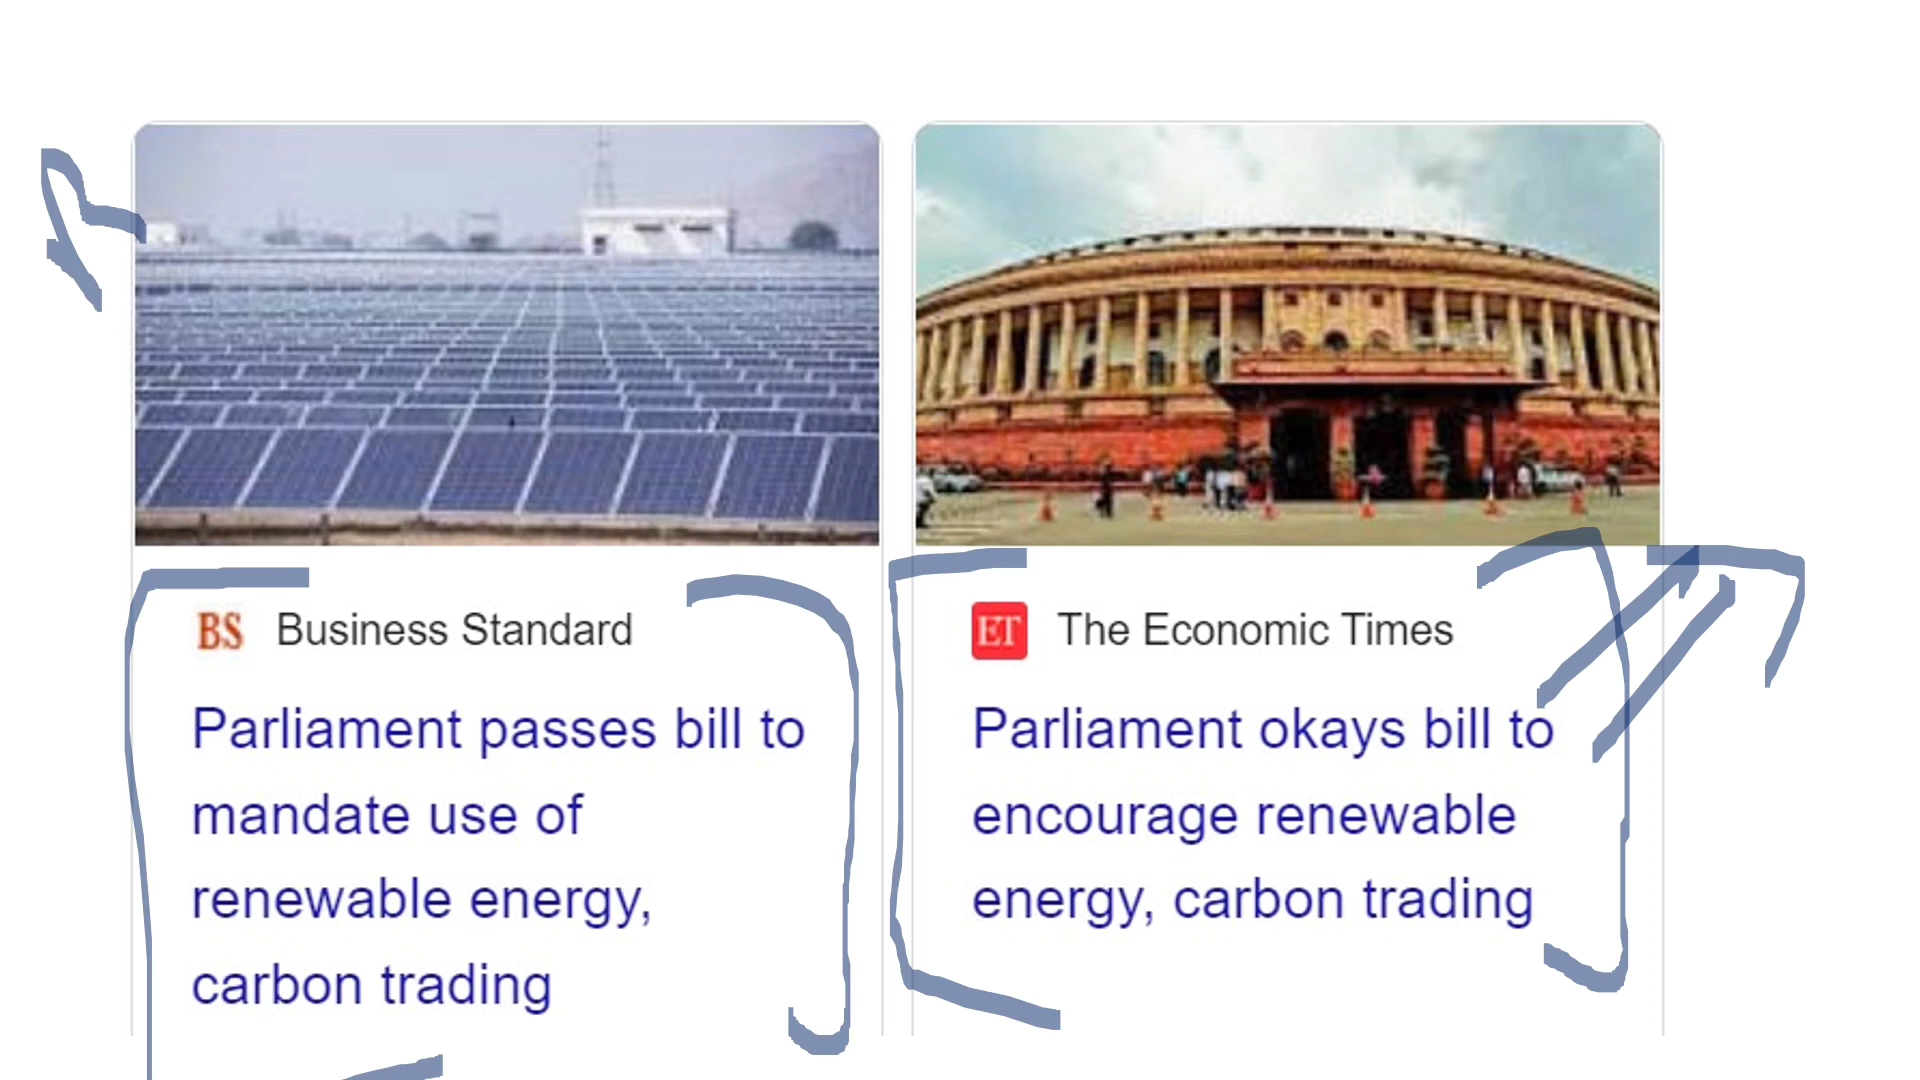 BS Business Standard
Parliament passes bill to
mandate use of
renewable energy,
carbon trading
ET The Economic Times
Parliament okays bill to
encourage renewable
energy, carbon trading